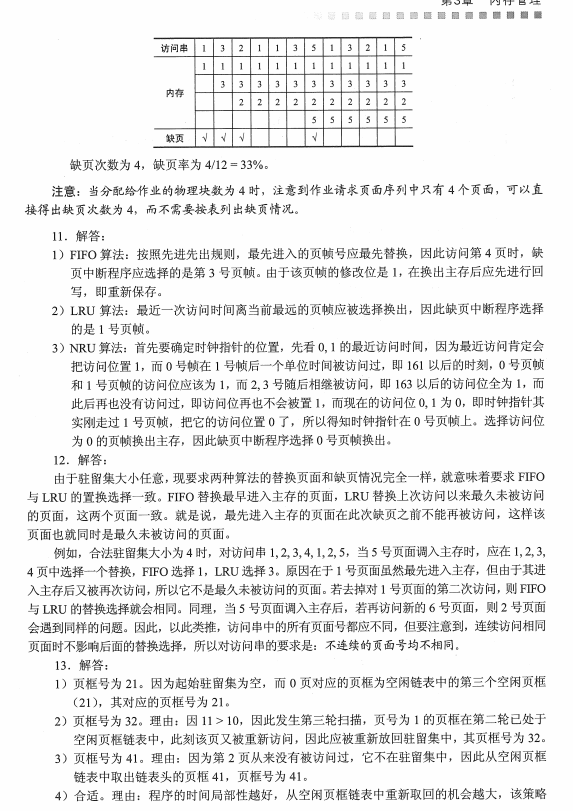 第3章 内存管理
访问串 1 3 2 1 1 3 5 1 3 2 1 5
1 1 1 1 1 1 1 1 1 1 1 1
内存 3 3 3 3 3 3 3 3 3 3 3
2 2 2 2 2 2 2 2 2 2
5 5 5 5 5 5
缺页 √ √ √ √
缺页次数为 4，缺页率为 4/12 = 33%。
注意：当分配给作业的物理块数为 4 时，注意到作业请求页面序列中只有 4 个页面，可以直
接得出缺页次数为 4，而不需要按表列出缺页情况。
11．解答：
1）FIFO 算法：按照先进先出规则，最先进入的页帧号应最先替换，因此访问第 4 页时，缺
页中断程序应选择的是第 3 号页帧。由于该页帧的修改位是 1，在换出主存后应先进行回
写，即重新保存。
2）LRU 算法：最近一次访问时间离当前最远的页帧应被选择换出，因此缺页中断程序选择
的是 1 号页帧。
3）NRU 算法：首先要确定时钟指针的位置，先看 0, 1 的最近访问时间，因为最近访问肯定会
把访问位置 1，而 0 号帧在 1 号帧后一个单位时间被访问过，即 161 以后的时刻，0 号页帧
和 1 号页帧的访问位应该为 1，而 2, 3 号随后相继被访问，即 163 以后的访问位全为 1，而
此后再也没有访问过，即访问位再也不会被置 1，而现在的访问位 0, 1 为 0，即时钟指针其
实刚走过 1 号页帧，把它的访问位置 0 了，所以得知时钟指针在 0 号页帧上。选择访问位
为 0 的页帧换出主存，因此缺页中断程序选择 0 号页帧换出。
12．解答：
由于驻留集大小任意，现要求两种算法的替换页面和缺页情况完全一样，就意味着要求 FIFO
与 LRU 的置换选择一致。FIFO 替换最早进入主存的页面，LRU 替换上次访问以来最久未被访问
的页面，这两个页面一致。就是说，最先进入主存的页面在此次缺页之前不能再被访问，这样该
页面也就同时是最久未被访问的页面。
例如，合法驻留集大小为 4 时，对访问串 1, 2, 3, 4, 1, 2, 5，当 5 号页面调入主存时，应在 1, 2, 3,
4 页中选择一个替换，FIFO 选择 1，LRU 选择 3。原因在于 1 号页面虽然最先进入主存，但由于其进
入主存后又被再次访问，所以它不是最久未被访问的页面。若去掉对 1 号页面的第二次访问，则 FIFO
与 LRU 的替换选择就会相同。同理，当 5 号页面调入主存后，若再访问新的 6 号页面，则 2 号页面
会遇到同样的问题。因此，以此类推，访问串中的所有页面号都应不同，但要注意到，连续访问相同
页面时不影响后面的替换选择，所以对访问串的要求是：不连续的页面号均不相同。
13．解答：
1）页框号为 21。因为起始驻留集为空，而 0 页对应的页框为空闲链表中的第三个空闲页框
（21），其对应的页框号为 21。
2）页框号为 32。理由：因 11 > 10，因此发生第三轮扫描，页号为 1 的页框在第二轮已处于
空闲页框链表中，此刻该页又被重新访问，因此应被重新放回驻留集中，其页框号为 32。
3）页框号为 41。理由：因为第 2 页从来没有被访问过，它不在驻留集中，因此从空闲页框
链表中取出链表头的页框 41，页框号为 41。
4）合适。理由：程序的时间局部性越好，从空闲页框链表中重新取回的机会越大，该策略